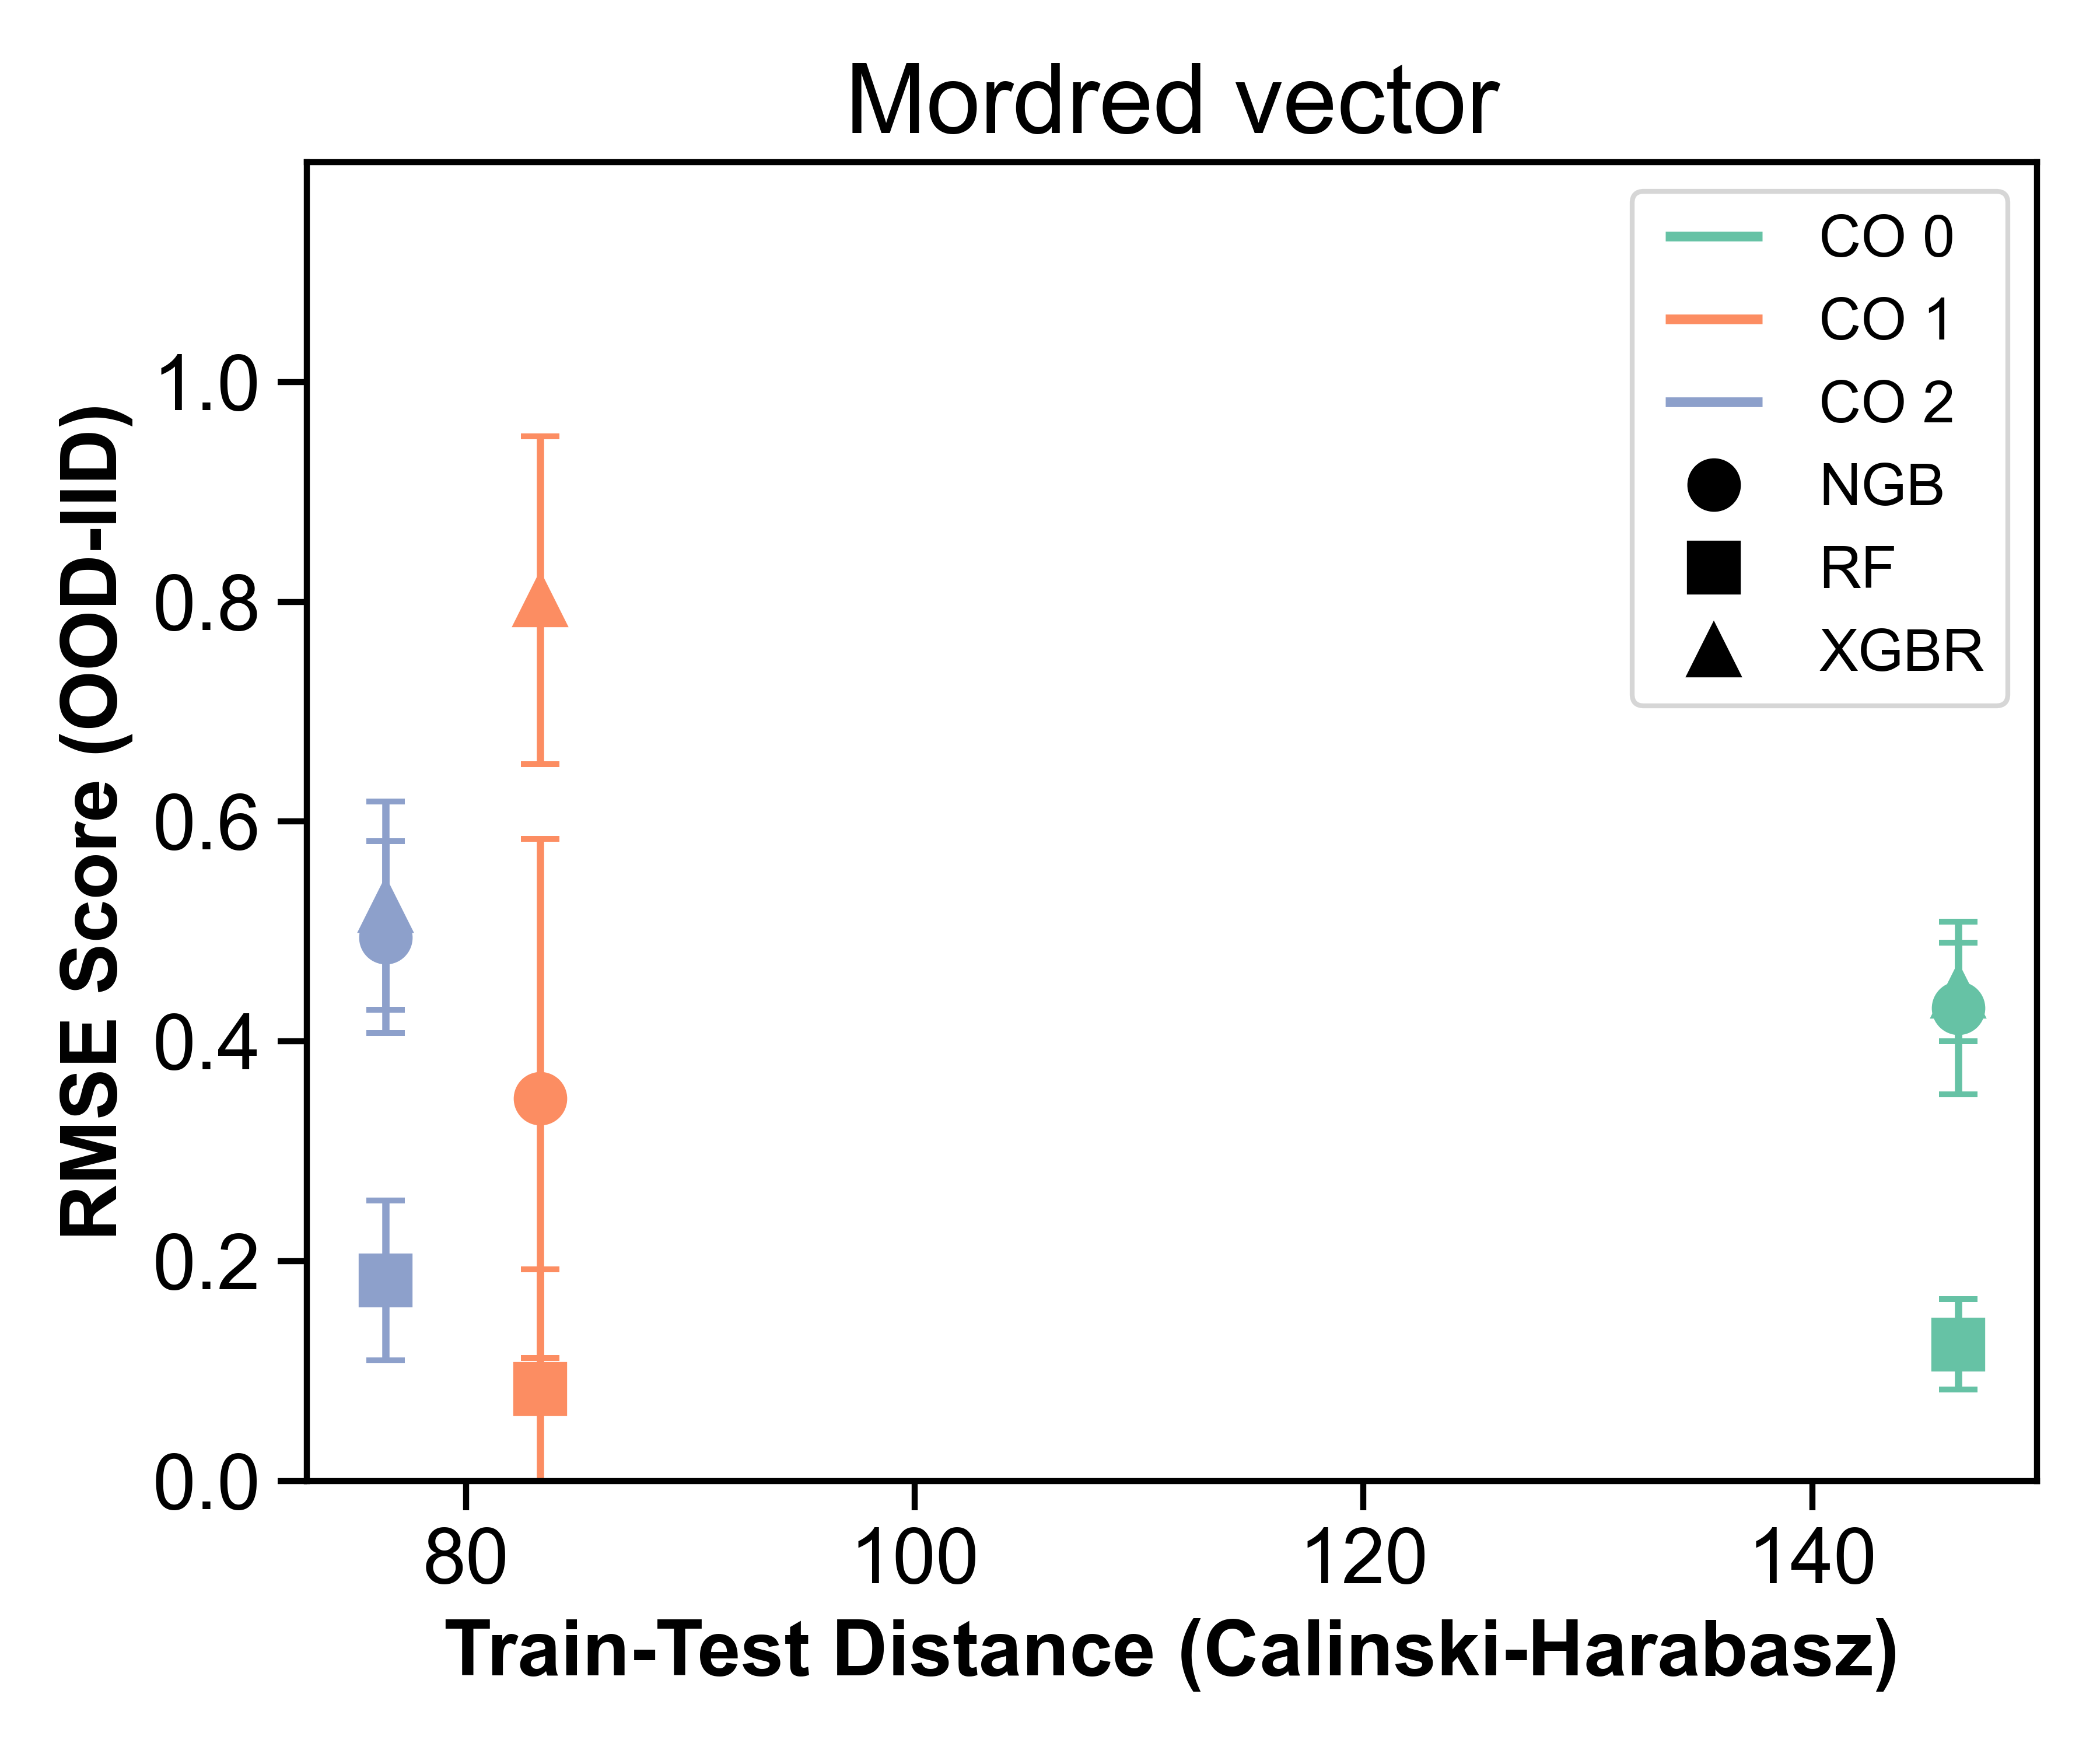 Mordred vector
CO 0
CO 1
CO 2
NGB
RF
XGBR
RMSE Score (OOD-IID)
1.0
0.8
0.6
0.4
0.2
0.0
80
100
120
140
Train-Test Distance (Calinski-Harabasz)